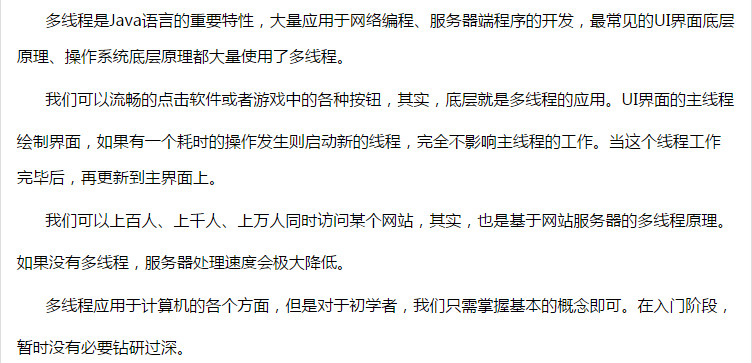 多线程是Java语言的重要特性，大量应用于网络编程、服务器端程序的开发，最常见的UI界面底层
原理、操作系统底层原理都大量使用了多线程。
我们可以流畅的点击软件或者游戏中的各种按钮，其实，底层就是多线程的应用。UI界面的主线程
绘制界面，如果有一个耗时的操作发生则启动新的线程，完全不影响主线程的工作。当这个线程工作
完毕后，再更新到主界面上。
我们可以上百人、上千人、上万人同时访问某个网站，其实，也是基于网站服务器的多线程原理。
如果没有多线程，服务器处理速度会极大降低。
多线程应用于计算机的各个方面，但是对于初学者，我们只需掌握基本的概念即可。在入门阶段，
暂时没有必要钻研过深。